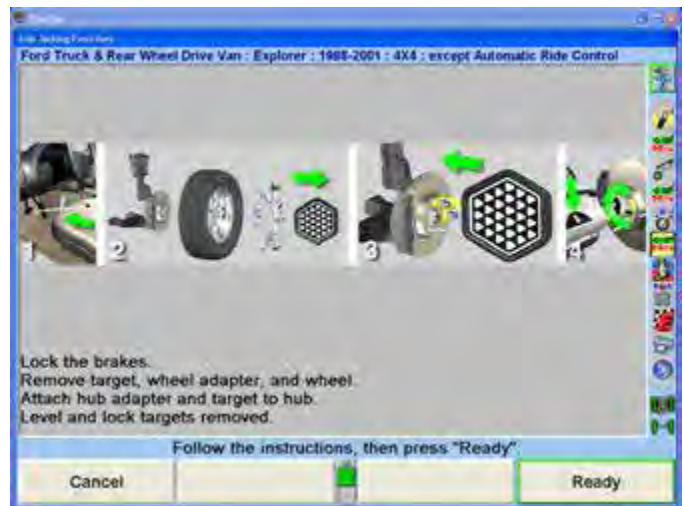 Ford Truck & Rear Wheel Drive Van : Explorer : 1988-2001 : 4X4 : except Automatic Ride Control
1 2 3 4
Lock the brakes.
Remove target, wheel adapter, and wheel.
Attach hub adapter and target to hub.
Level and lock targets removed.
Follow the instructions, then press "Ready"
Cancel Ready